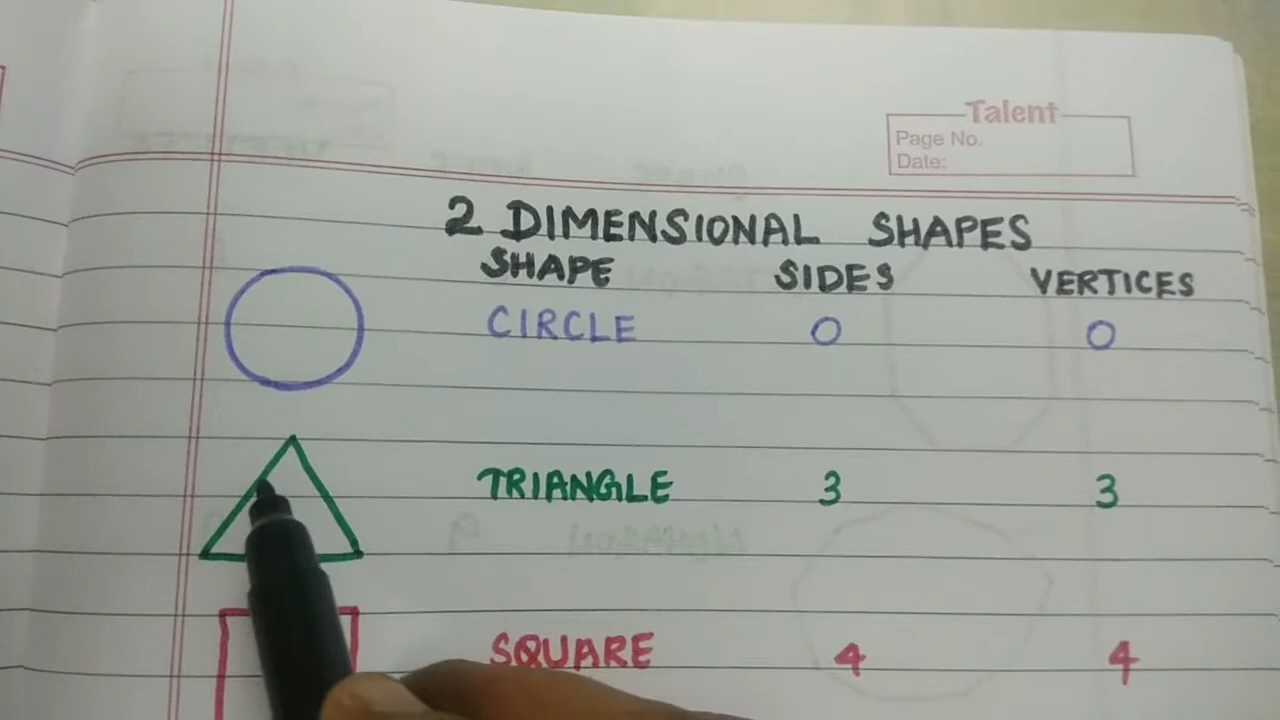 Talent
Page No.
Date:
2 DIMENSIONAL SHAPES
SHAPE SIDES VERTICES
CIRCLE 0 0
TRIANGLE 3 3
SQUARE 4 4